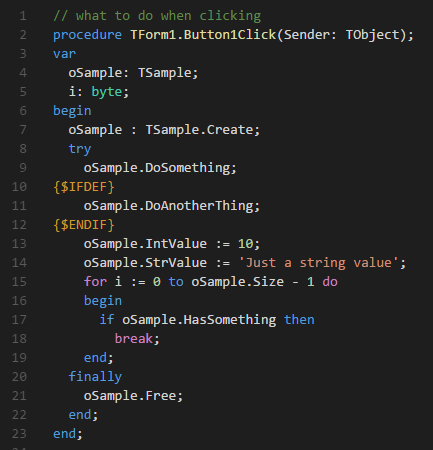 1 // what to do when clicking
2 procedure TForm1.Button1Click(Sender: TObject);
3 var
4 oSample: TSample;
5 i: byte;
6 begin
7 oSample : TSample.Create;
8 try
9 oSample.DoSomething;
10 {$IFDEF}
11 oSample.DoAnotherThing;
12 {$ENDIF}
13 oSample.IntValue := 10;
14 oSample.StrValue := 'Just a string value';
15 for i := 0 to oSample.Size - 1 do
16 begin
17 if oSample.HasSomething then
18 break;
19 end;
20 finally
21 oSample.Free;
22 end;
23 end;